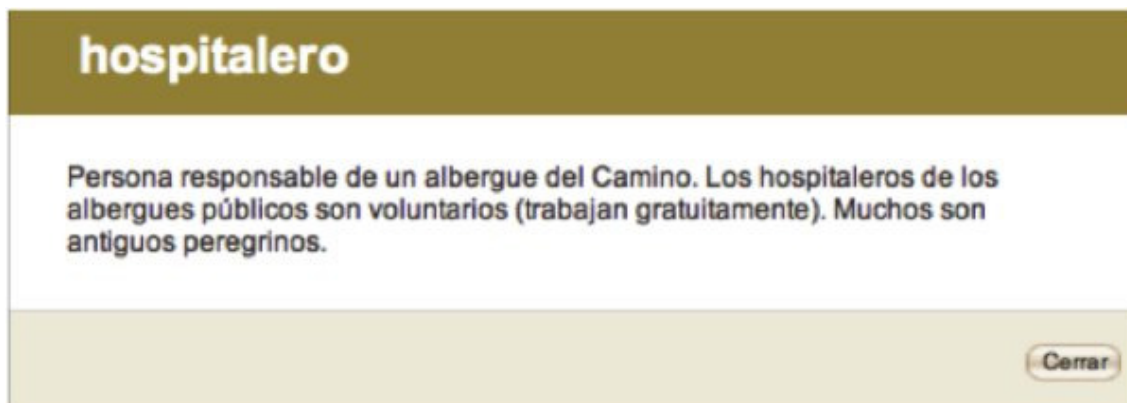 hospitalero
Persona responsable de un albergue del Camino. Los hospitaleros de los
albergues públicos son voluntarios (trabajan gratuitamente). Muchos son
antiguos peregrinos.
Cerrar